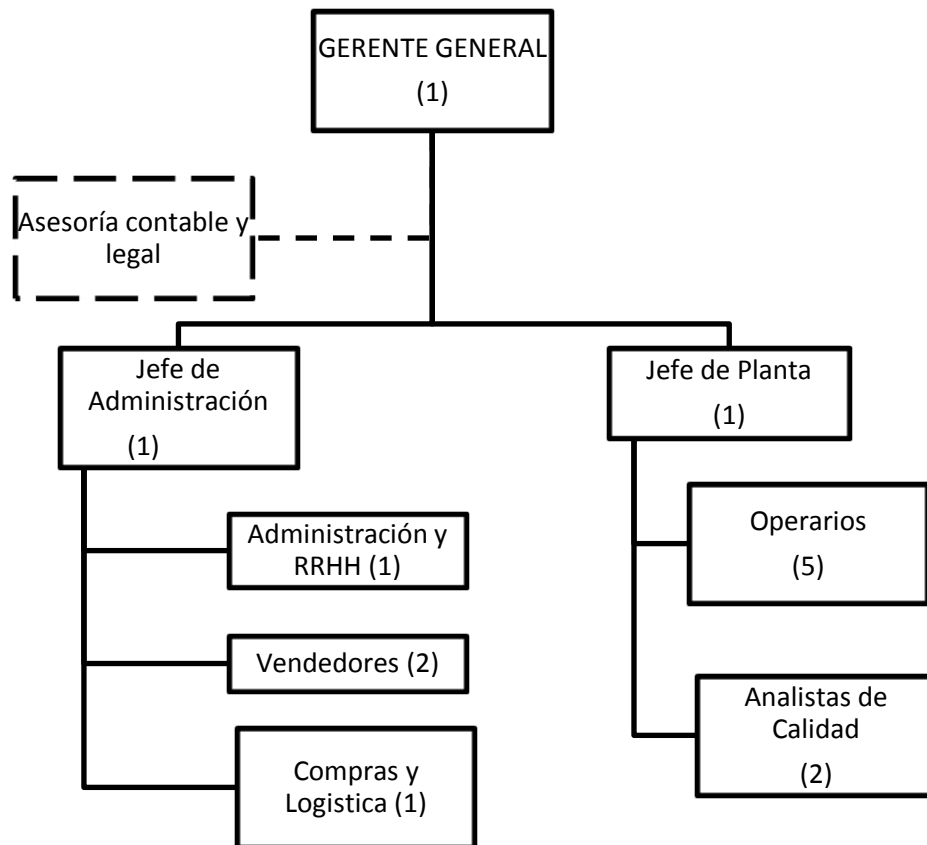 GERENTE GENERAL
(1)
Asesoría contable y
legal
Jefe de
Administración
(1)
Administración y
RRHH (1)
Vendedores (2)
Compras y
Logistica (1)
Jefe de Planta
(1)
Operarios
(5)
Analistas de
Calidad
(2)